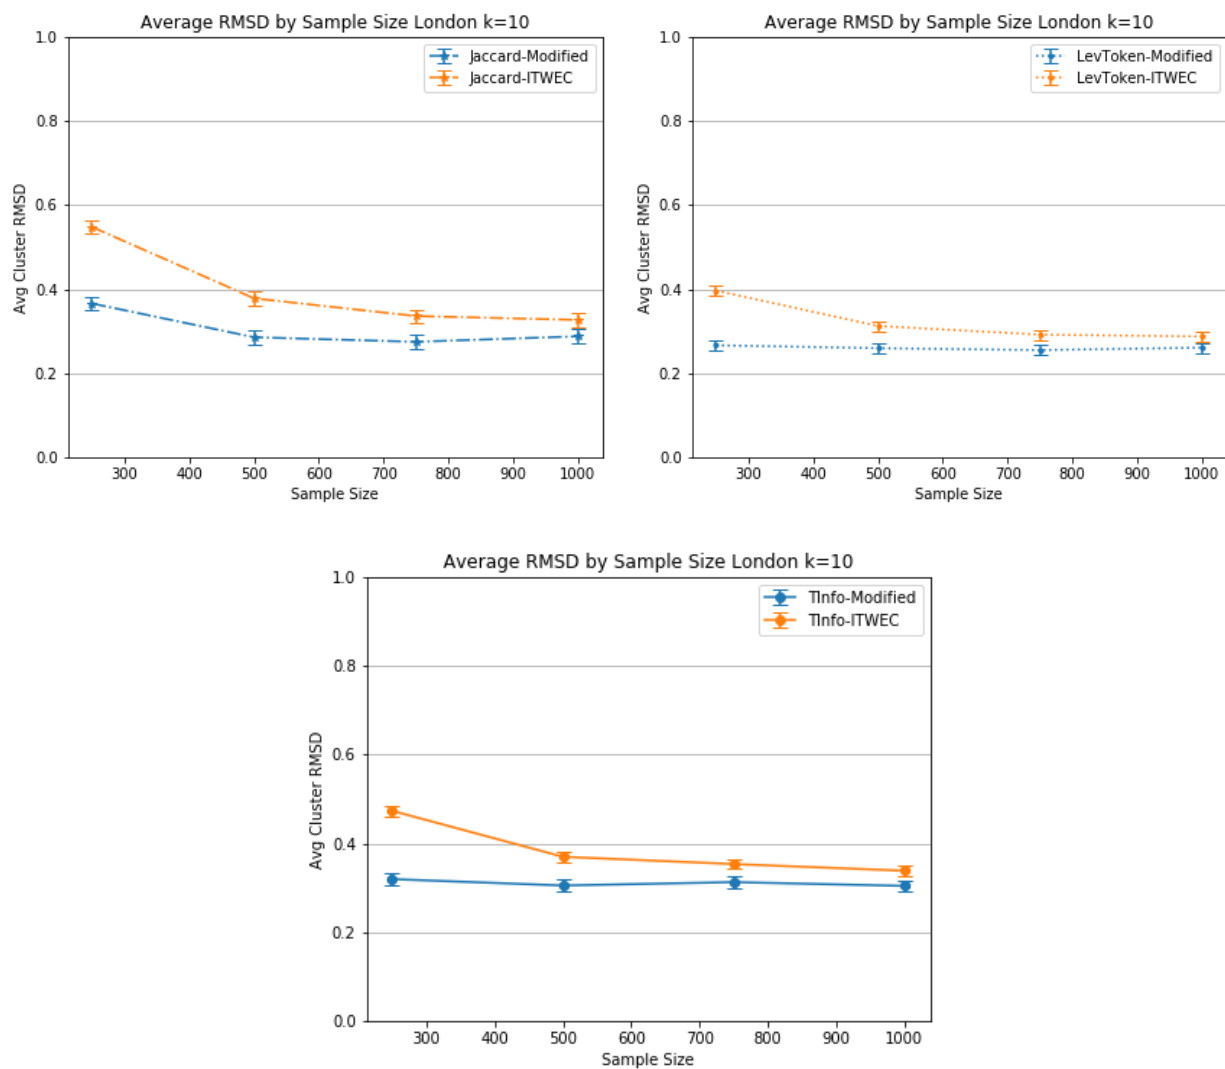 Average RMSD by Sample Size London k=10
1.0
0.8
0.6
0.4
0.2
0.0
Avg Cluster RMSD
Jaccard-Modified
Jaccard-ITWEC
300 400 500 600 700 800 900 1000
Sample Size
Average RMSD by Sample Size London k=10
1.0
0.8
0.6
0.4
0.2
0.0
Avg Cluster RMSD
LevToken-Modified
LevToken-ITWEC
300 400 500 600 700 800 900 1000
Sample Size
Average RMSD by Sample Size London k=10
1.0
0.8
0.6
0.4
0.2
0.0
Avg Cluster RMSD
TInfo-Modified
TInfo-ITWEC
300 400 500 600 700 800 900 1000
Sample Size